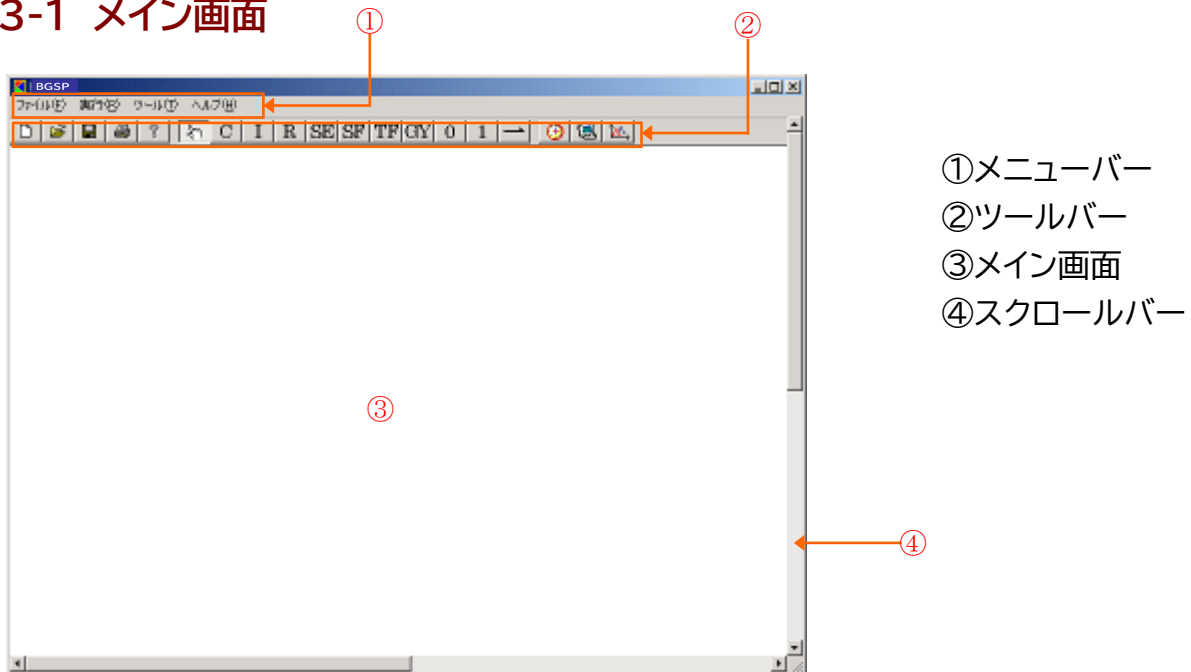 3-1 メイン画面
①
②
BGSP
ファイル(F) 実行(R) ツール(T) ヘルプ(H)
? C I R SE SF TF GY 0 1
①メニューバー
②ツールバー
③メイン画面
④スクロールバー
③
④